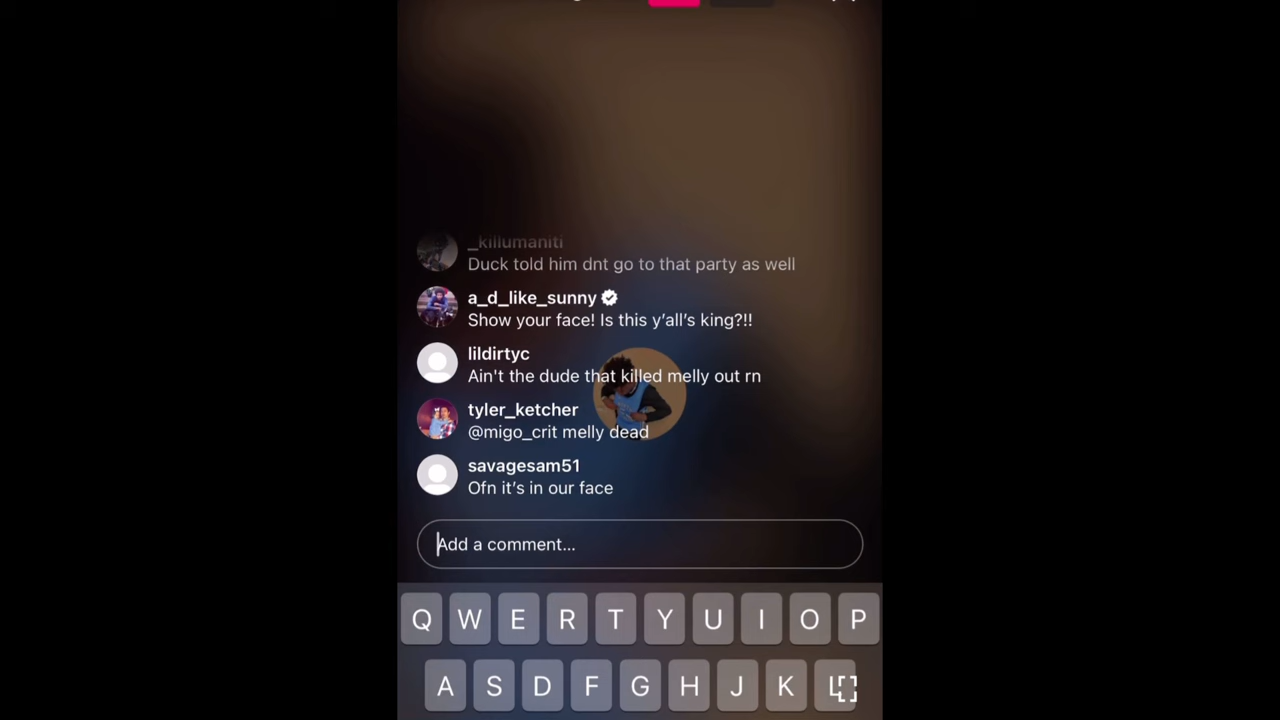 _killumaniti
Duck told him dnt go to that party as well
a_d_like_sunny
Show your face! Is this y’all’s king?!!
lildirtyc
Ain't the dude that killed melly out rn
tyler_ketcher
@migo_crit melly dead
savagesam51
Ofn it’s in our face
Add a comment...
Q W E R T Y U I O P
A S D F G H J K L